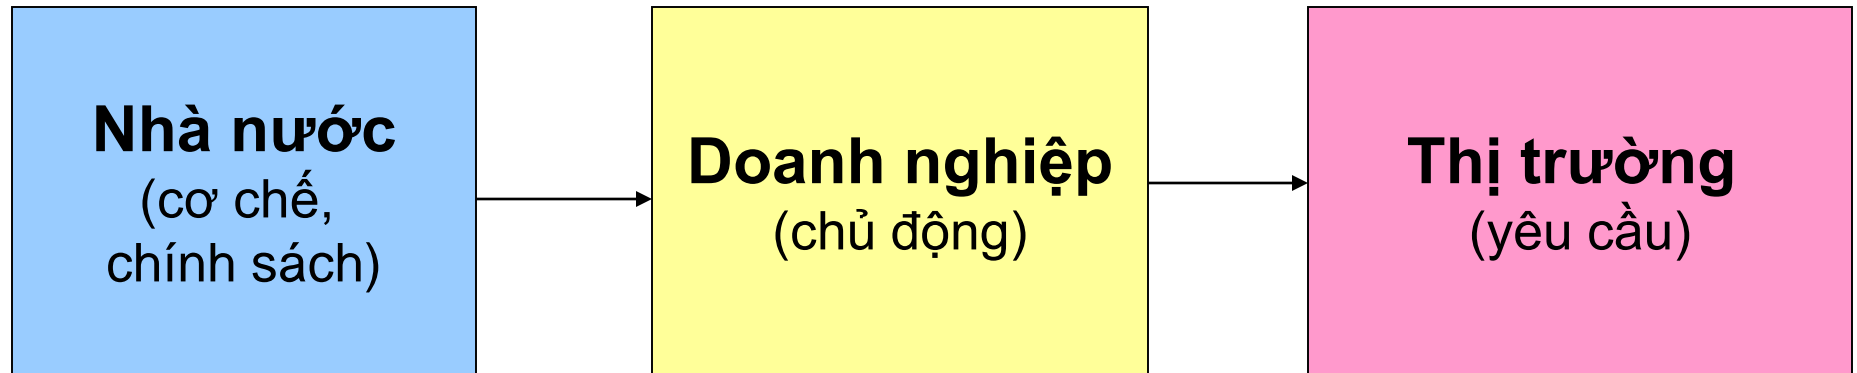 Nhà nước
(cơ chế,
chính sách)
Doanh nghiệp
(chủ động)
Thị trường
(yêu cầu)